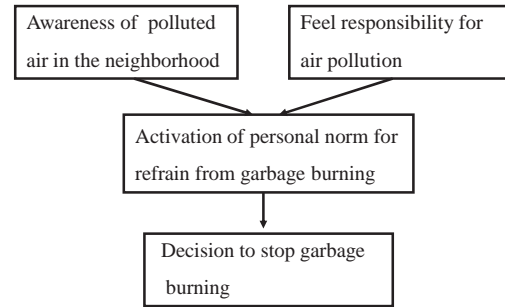 Awareness of polluted
air in the neighborhood
Feel responsibility for
air pollution
Activation of personal norm for
refrain from garbage burning
Decision to stop garbage
burning